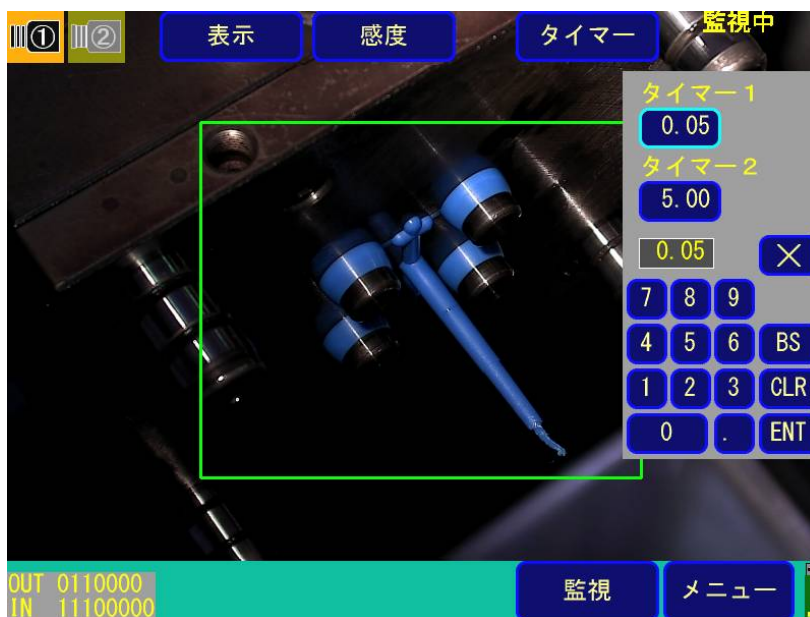 ① ② 表示 感度 タイマー 監視中
タイマー1
0.05
タイマー2
5.00
0.05 ×
7 8 9
4 5 6 BS
1 2 3 CLR
0 . ENT
OUT 0110000
IN 11100000
監視 メニュー